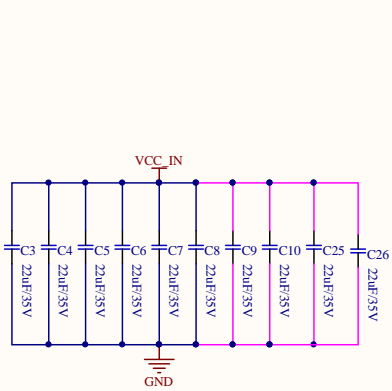 VCC_IN
C3
C4
C5
C6
C7
C8
C9
C10
C25
C26
22uF/35V
22uF/35V
22uF/35V
22uF/35V
22uF/35V
22uF/35V
22uF/35V
22uF/35V
22uF/35V
22uF/35V
GND